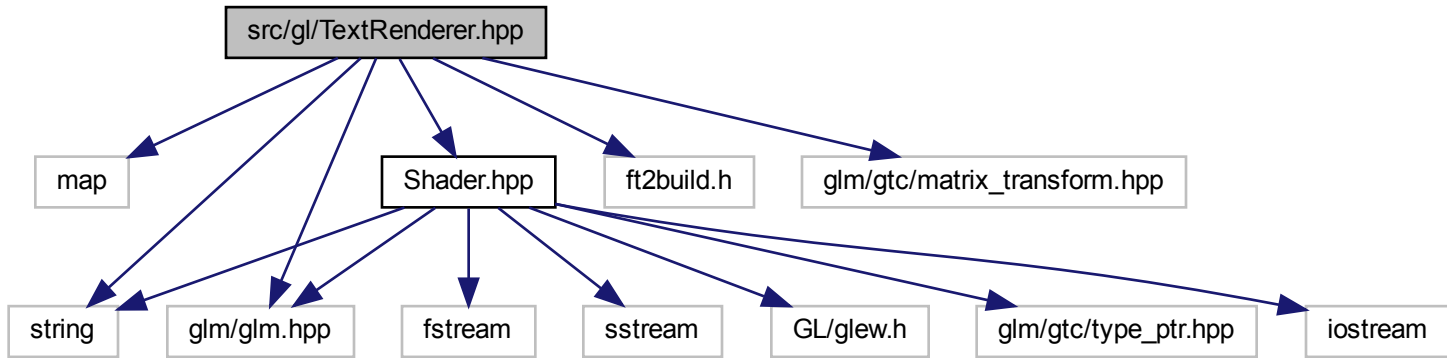 src/gl/TextRenderer.hpp
map
Shader.hpp
ft2build.h
glm/gtc/matrix_transform.hpp
string
glm/glm.hpp
fstream
sstream
GL/glew.h
glm/gtc/type_ptr.hpp
iostream